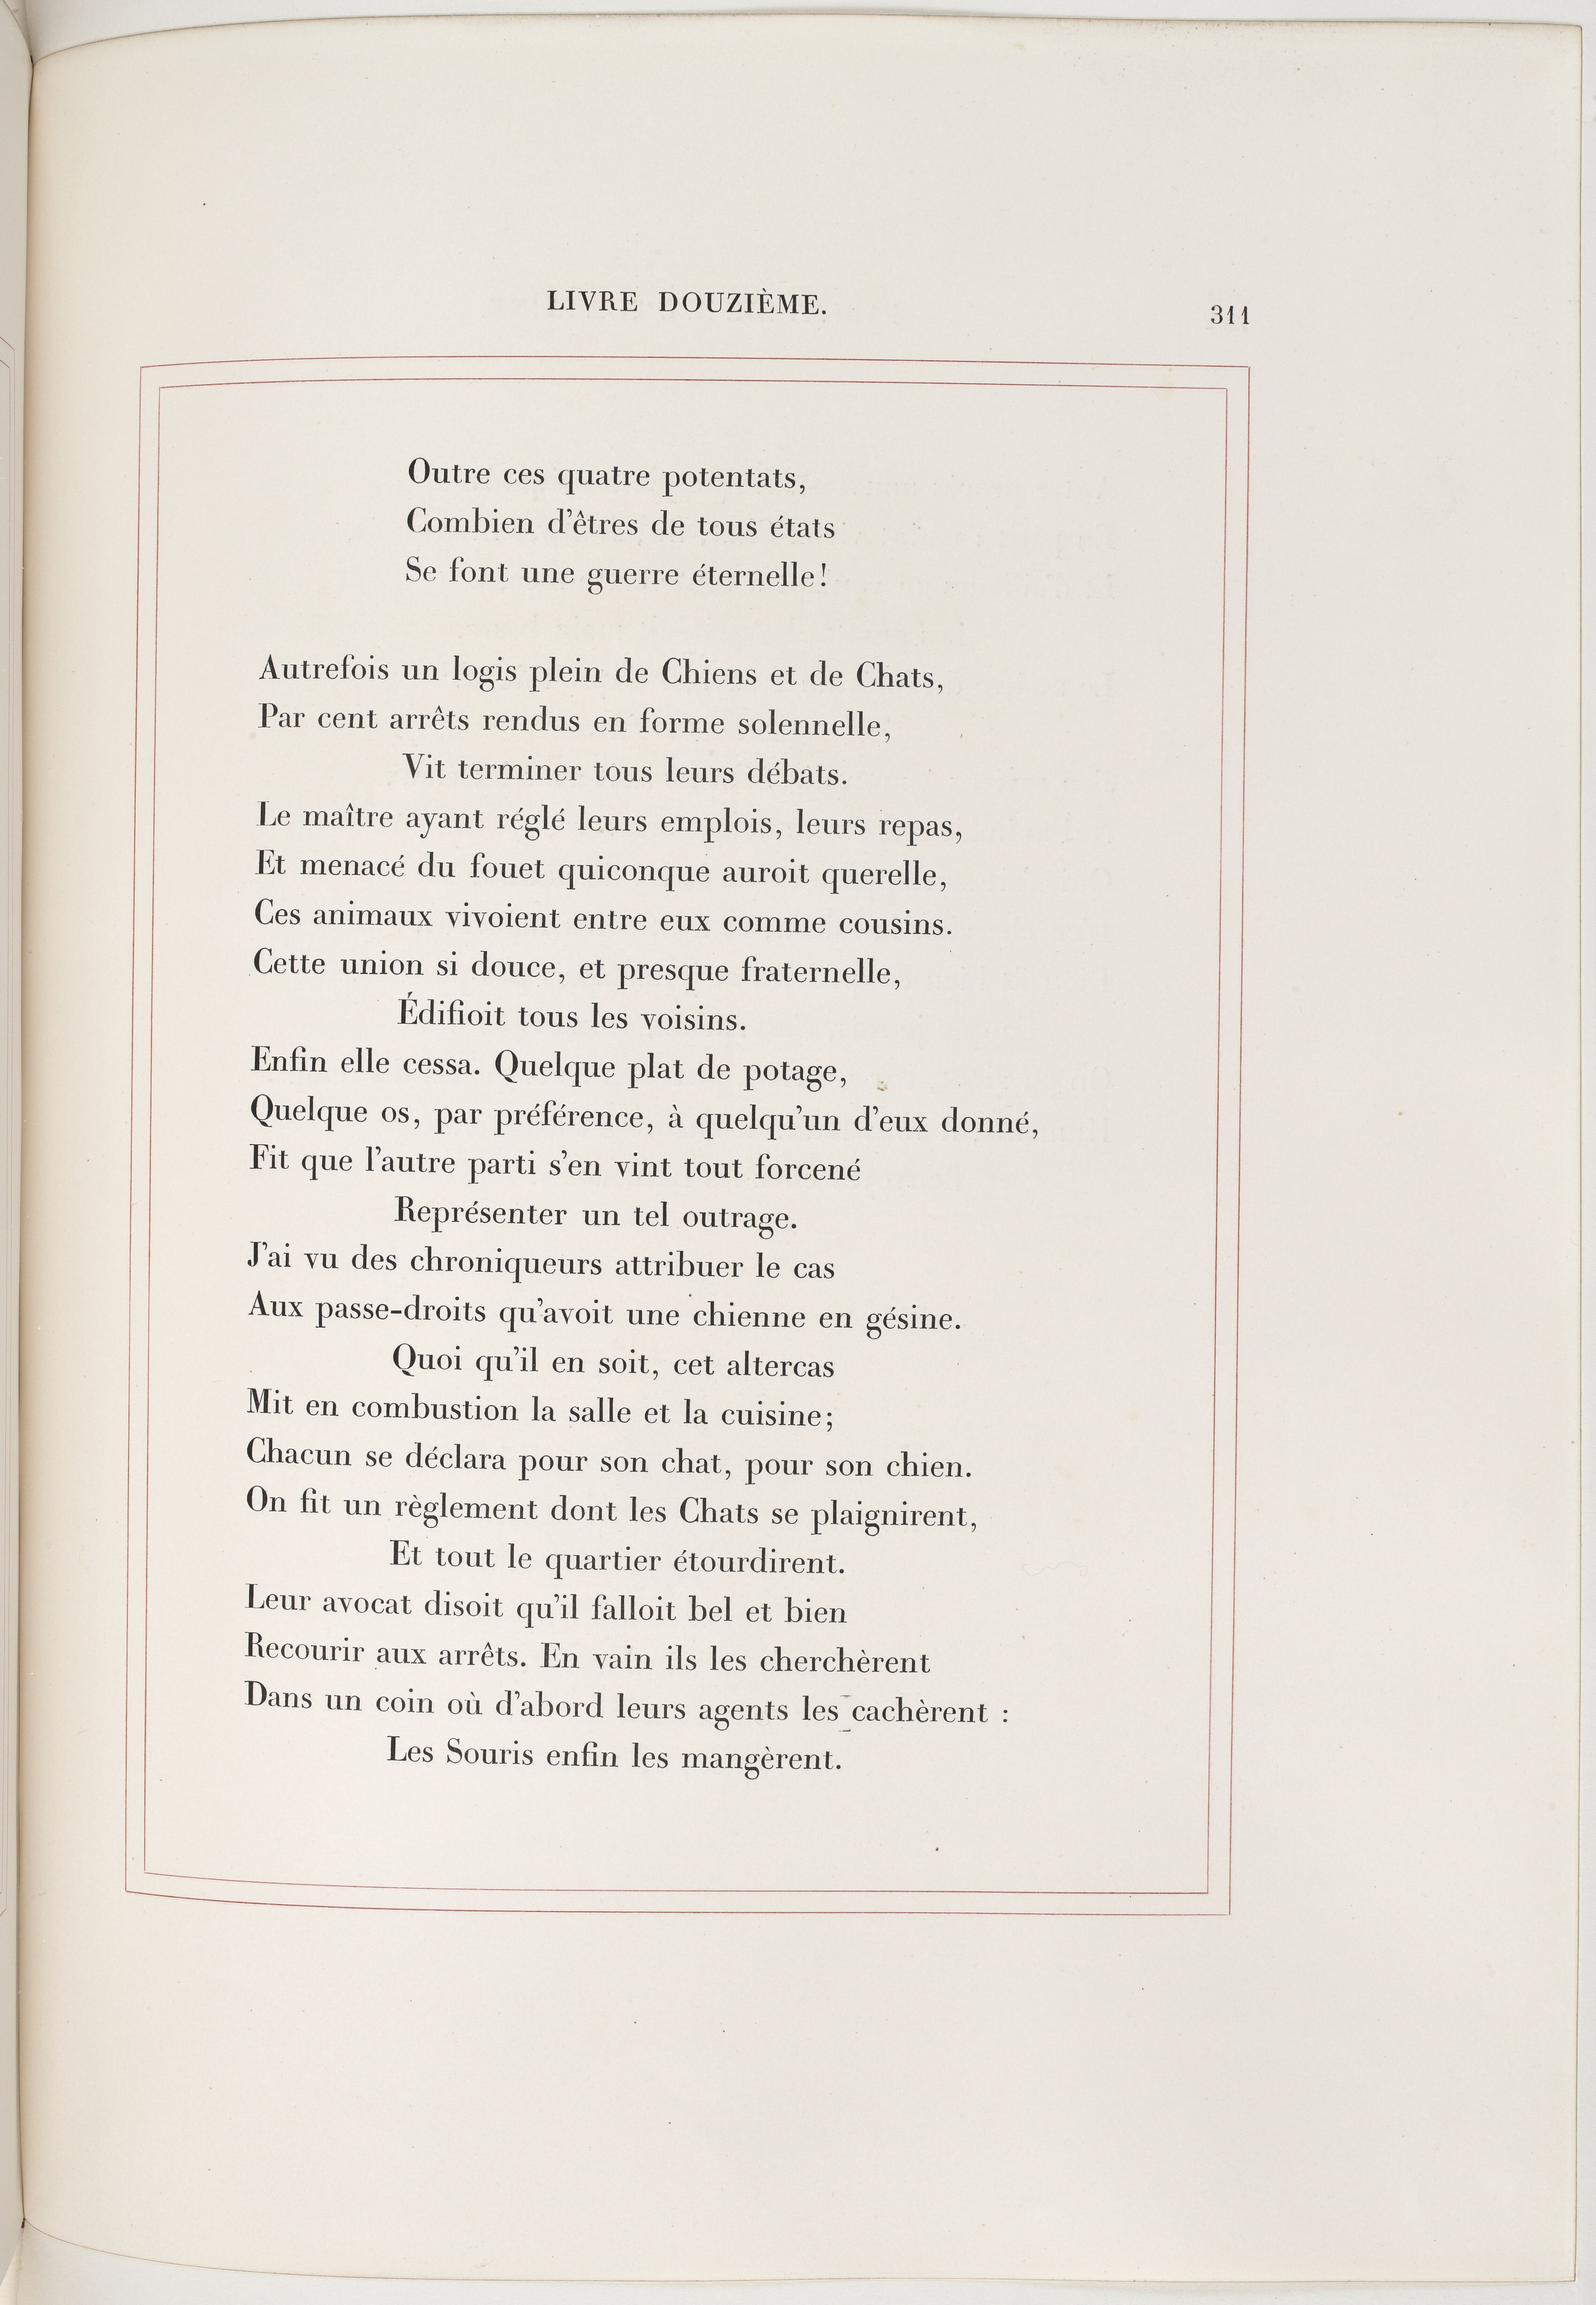 LIVRE DOUZIÈME.
311
Outre ces quatre potentats,
Combien d'êtres de tous états
Se font une guerre éternelle!
Autrefois un logis plein de Chiens et de Chats,
Par cent arrêts rendus en forme solennelle,
Vit terminer tous leurs débats.
Le maître ayant réglé leurs emplois, leurs repas,
Et menacé du fouet quiconque auroit querelle,
Ces animaux vivoient entre eux comme cousins.
Cette union si douce, et presque fraternelle,
Édifioit tous les voisins.
Enfin elle cessa. Quelque plat de potage,
Quelque os, par préférence, à quelqu'un d'eux donné,
Fit que l'autre parti s'en vint tout forcené
Représenter un tel outrage.
J'ai vu des chroniqueurs attribuer le cas
Aux passe-droits qu'avoit une chienne en gésine.
Quoi qu'il en soit, cet altercas
Mit en combustion la salle et la cuisine;
Chacun se déclara pour son chat, pour son chien.
On fit un règlement dont les Chats se plaignirent,
Et tout le quartier étourdirent.
Leur avocat disoit qu'il falloit bel et bien
Recourir aux arrêts. En vain ils les cherchèrent
Dans un coin où d'abord leurs agents les cachèrent :
Les Souris enfin les mangèrent.